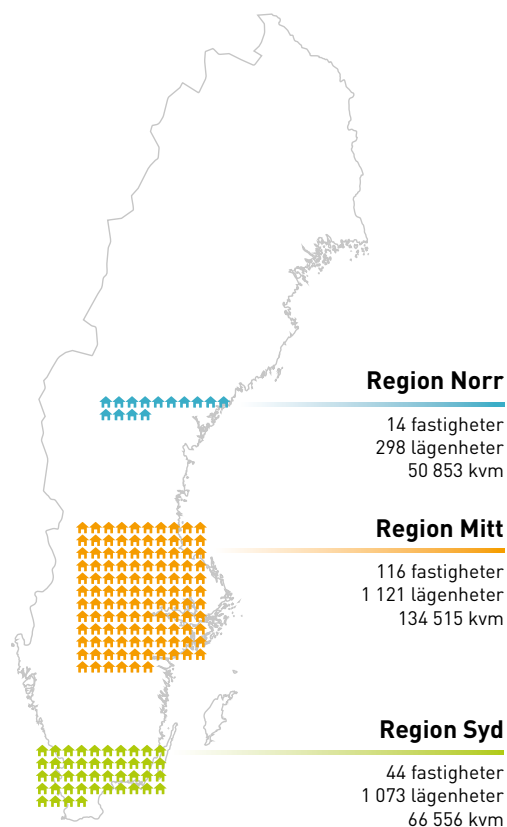 Region Norr
14 fastigheter
298 lägenheter
50 853 kvm
Region Mitt
116 fastigheter
1 121 lägenheter
134 515 kvm
Region Syd
44 fastigheter
1 073 lägenheter
66 556 kvm